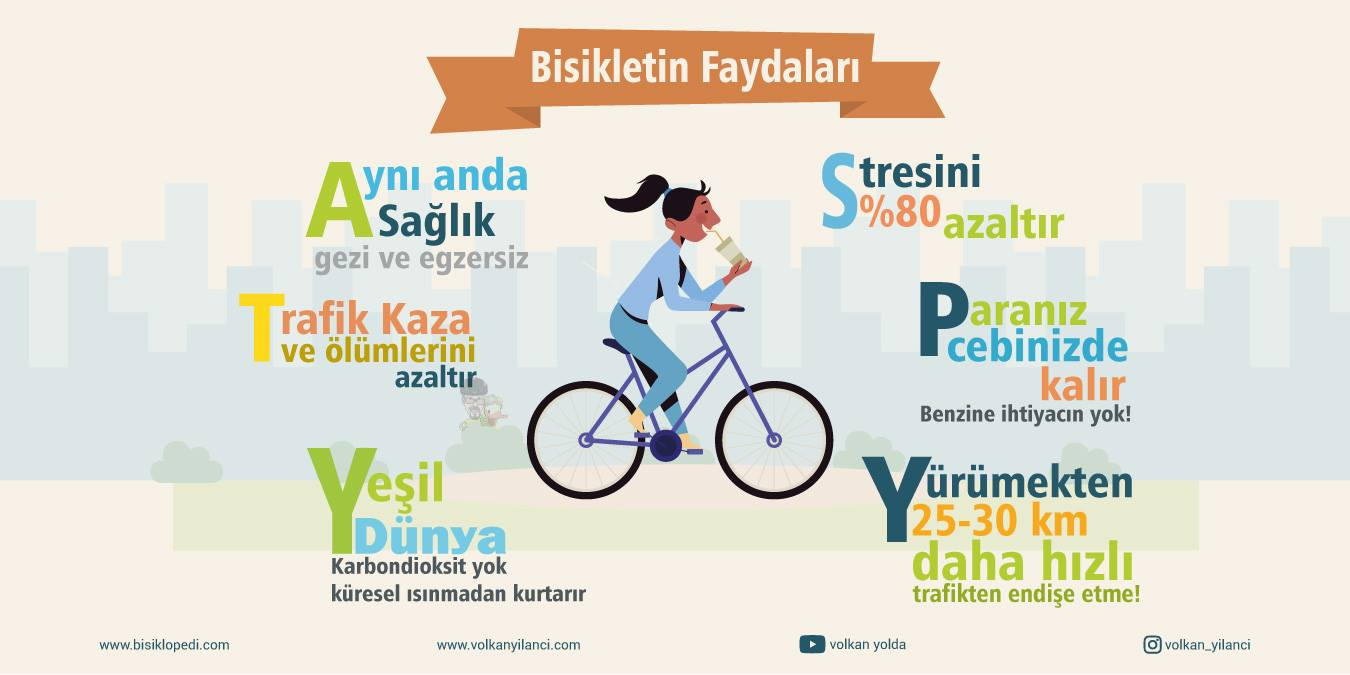 Bisikletin Faydaları
Aynı anda
Sağlık
gezi ve egzersiz
Trafik Kaza
ve ölümlerini
azaltır
Yeşil
Dünya
Karbondioksit yok
küresel ısınmadan kurtarır
Stresini
%80 azaltır
Paranız
cebinizde
kalır
Benzine ihtiyacın yok!
Yürümekten
25-30 km
daha hızlı
trafikten endişe etme!
www.bisiklopedi.com
www.volkanyilanci.com
volkan yolda
volkan_yilanci